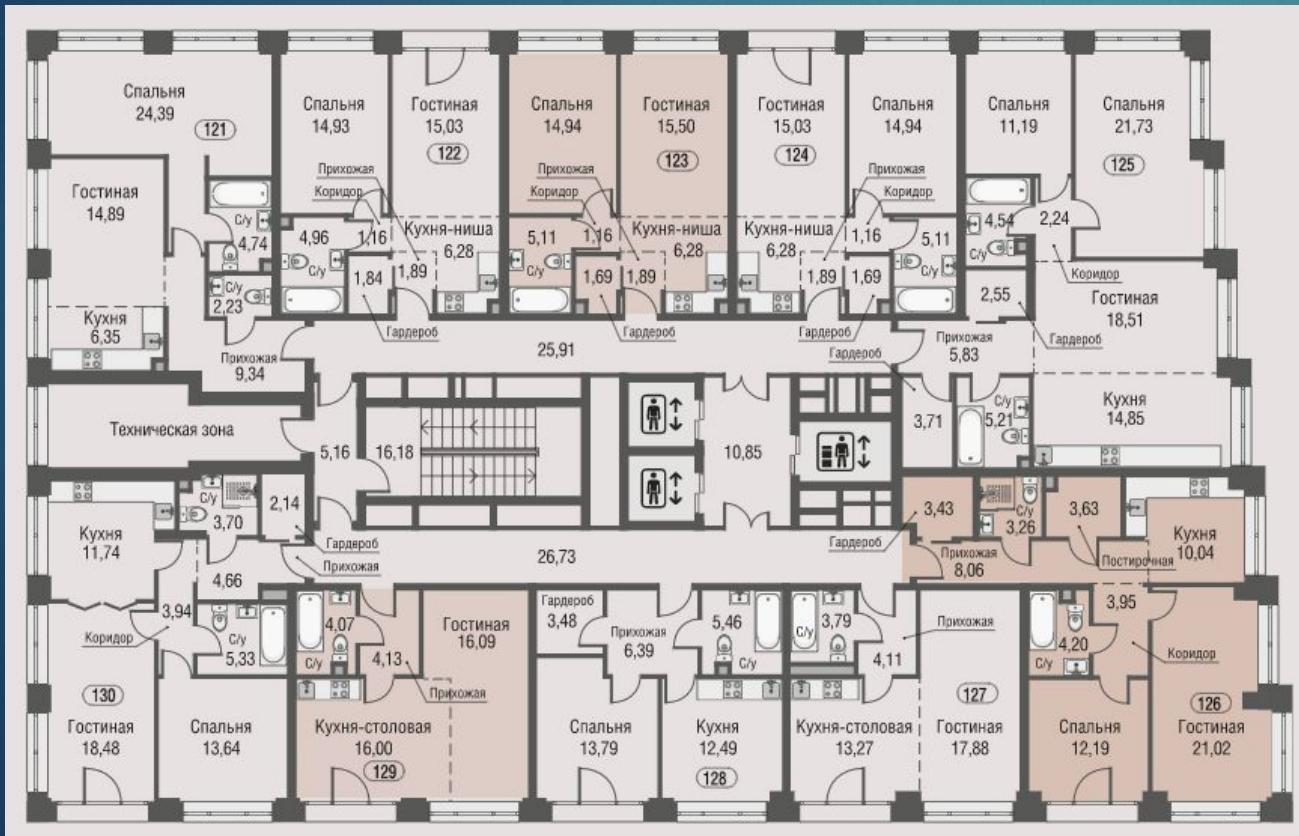 Спальня
24,39
121
Гостиная
14,89
Кухня
6,35
С/у
4,74
С/у
2,23
Прихожая
9,34
Спальня
14,93
Гостиная
15,03
122
Прихожая
Коридор
4,96
С/у
1,16
1,84
1,89
Кухня-ниша
6,28
Гардероб
Спальня
14,94
Гостиная
15,50
123
Прихожая
Коридор
5,11
С/у
1,16
1,69
1,89
Кухня-ниша
6,28
Гардероб
Гостиная
15,03
124
Спальня
14,94
Прихожая
Коридор
Кухня-ниша
6,28
1,16
1,89
1,69
5,11
С/у
Гардероб
Спальня
11,19
Спальня
21,73
125
4,54
С/у
2,24
Коридор
2,55
Гостиная
18,51
Гардероб
Прихожая
5,83
Гардероб
3,71
С/у
5,21
Кухня
14,85
25,91
Техническая зона
5,16
16,18
10,85
26,73
Кухня
11,74
С/у
3,70
2,14
Гардероб
Прихожая
4,66
3,94
Коридор
С/у
5,33
130
Гостиная
18,48
Спальня
13,64
4,07
С/у
4,13
Прихожая
Гостиная
16,09
Кухня-столовая
16,00
129
Гардероб
3,48
Прихожая
6,39
5,46
С/у
Спальня
13,79
Кухня
12,49
128
3,79
С/у
4,11
Прихожая
Кухня-столовая
13,27
127
Гостиная
17,88
3,43
Гардероб
С/у
3,26
3,63
Постирочная
Прихожая
8,06
Кухня
10,04
3,95
Коридор
4,20
С/у
Спальня
12,19
126
Гостиная
21,02